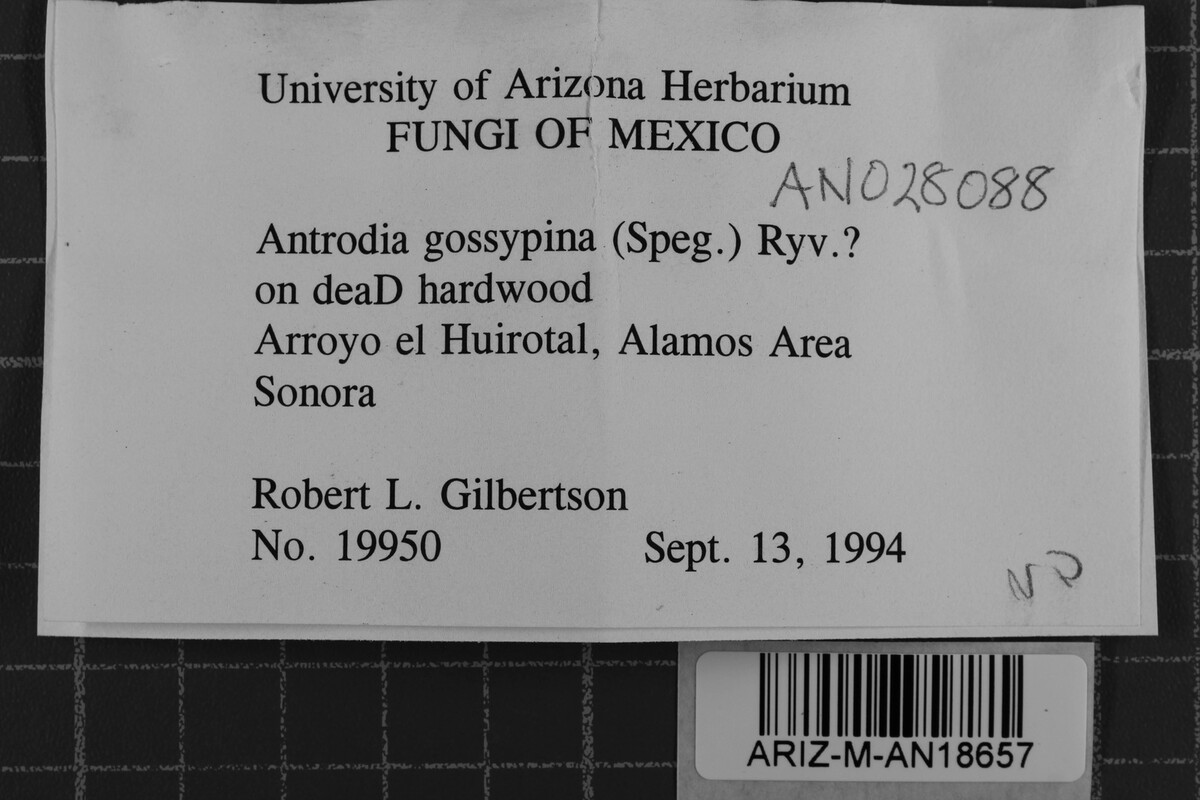 University of Arizona Herbarium
FUNGI OF MEXICO
AN028088
Antrodia gossypina (Speg.) Ryv.?
on deaD hardwood
Arroyo el Huirotal, Alamos Area
Sonora
Robert L. Gilbertson
No. 19950 Sept. 13, 1994
ND
ARIZ-M-AN18657